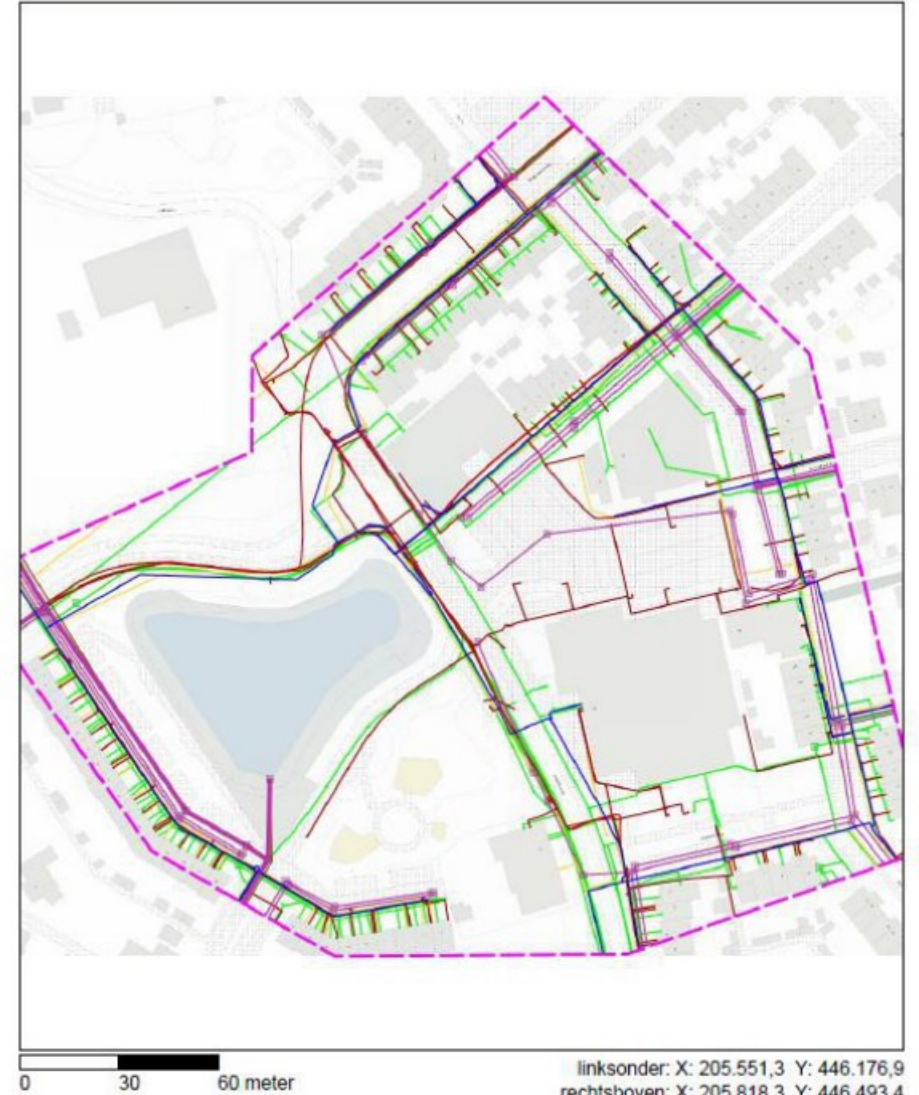 0 30 60 meter
linksonder: X: 205.551,3 Y: 446.176,9
rechtsboven: X: 205.818,3 Y: 446.493,4